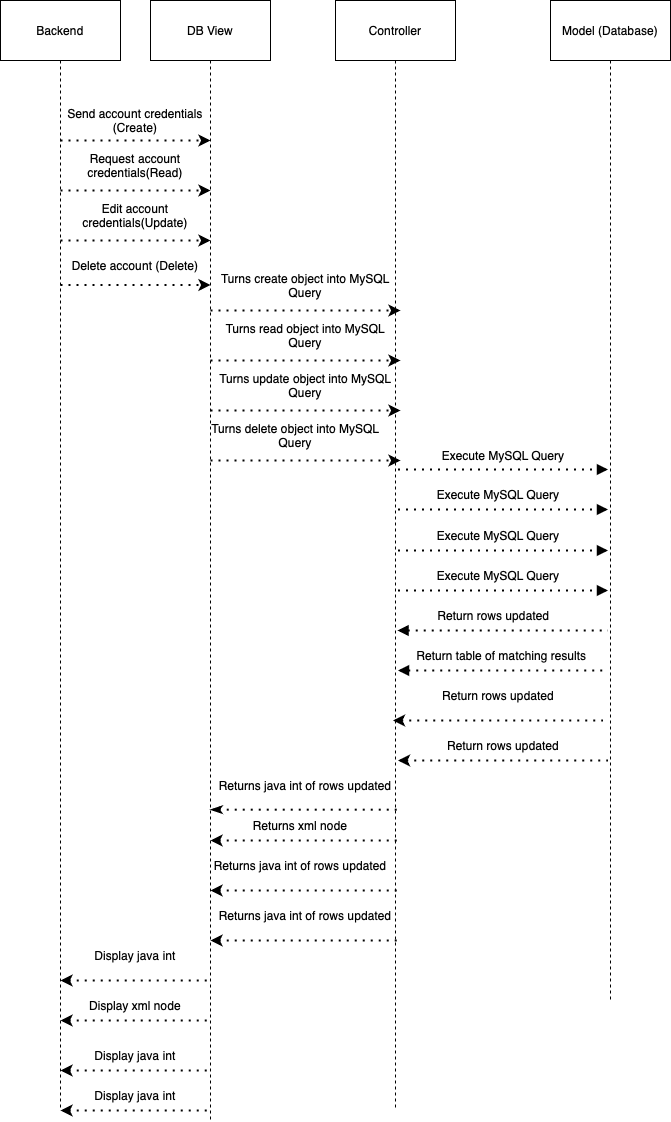 Backend
DB View
Controller
Model (Database)
Send account credentials
(Create)
Request account
credentials(Read)
Edit account
credentials(Update)
Delete account (Delete)
Turns create object into MySQL
Query
Turns read object into MySQL
Query
Turns update object into MySQL
Query
Turns delete object into MySQL
Query
Execute MySQL Query
Execute MySQL Query
Execute MySQL Query
Execute MySQL Query
Return rows updated
Return table of matching results
Return rows updated
Return rows updated
Returns java int of rows updated
Returns xml node
Returns java int of rows updated
Returns java int of rows updated
Display java int
Display xml node
Display java int
Display java int